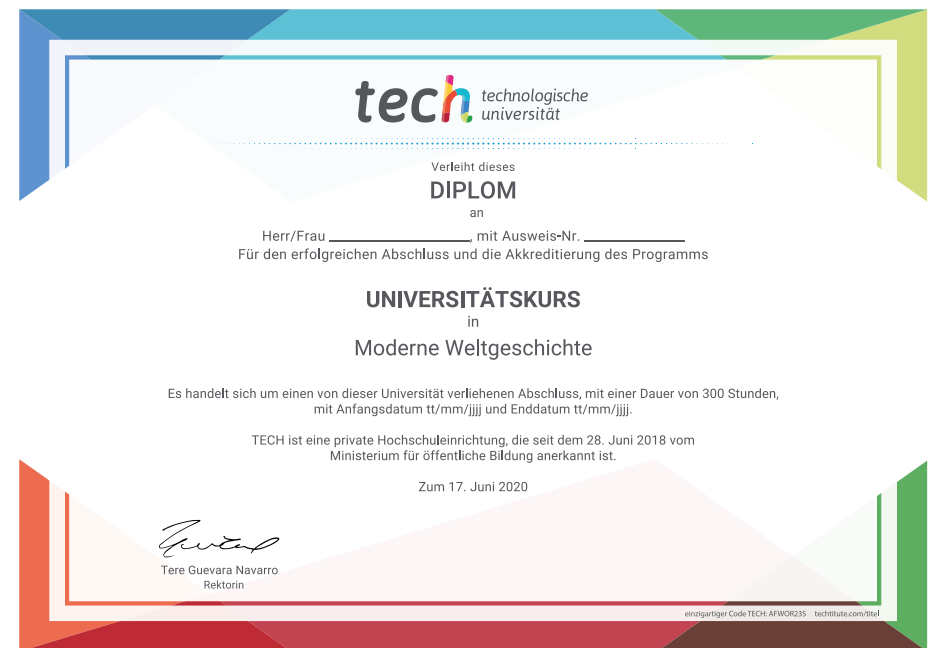 tech technologische
universität
Verleiht dieses
DIPLOM
an
Herr/Frau ____________________, mit Ausweis-Nr. ______________
Für den erfolgreichen Abschluss und die Akkreditierung des Programms
UNIVERSITÄTSKURS
in
Moderne Weltgeschichte
Es handelt sich um einen von dieser Universität verliehenen Abschluss, mit einer Dauer von 300 Stunden,
mit Anfangsdatum tt/mm/jjjj und Enddatum tt/mm/jjjj.
TECH ist eine private Hochschuleinrichtung, die seit dem 28. Juni 2018 vom
Ministerium für öffentliche Bildung anerkannt ist.
Zum 17. Juni 2020
Tere Guevara Navarro
Rektorin
einzigartiger Code TECH: AFWOR23S techtitute.com/titel